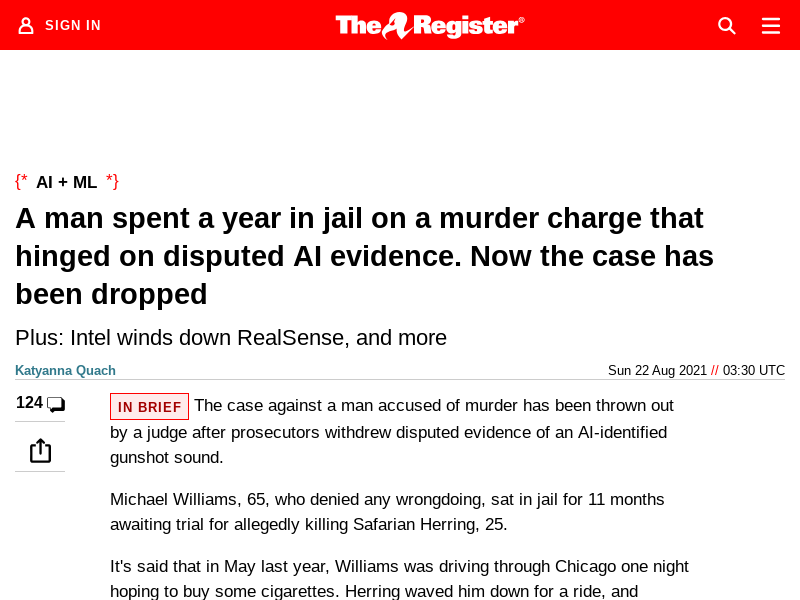 SIGN IN
The Register®
{* AI + ML *}
A man spent a year in jail on a murder charge that
hinged on disputed AI evidence. Now the case has
been dropped
Plus: Intel winds down RealSense, and more
Katyanna Quach
Sun 22 Aug 2021 // 03:30 UTC
124
IN BRIEF The case against a man accused of murder has been thrown out
by a judge after prosecutors withdrew disputed evidence of an AI-identified
gunshot sound.
Michael Williams, 65, who denied any wrongdoing, sat in jail for 11 months
awaiting trial for allegedly killing Safarian Herring, 25.
It's said that in May last year, Williams was driving through Chicago one night
hoping to buy some cigarettes. Herring waved him down for a ride, and